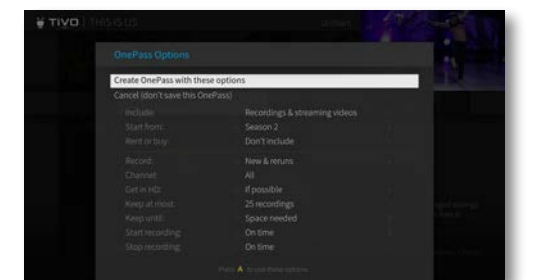 TiVo | THIS IS US
OnePass Options
Create OnePass with these options
Cancel (don't save this OnePass)
Include: Recordings & streaming videos
Start from: Season 2
Rent or buy: Don't include
Record: New & reruns
Channel: All
Get in HD: If possible
Keep at most: 25 recordings
Keep until: Space needed
Start recording: On time
Stop recording: On time
Press A to use these options